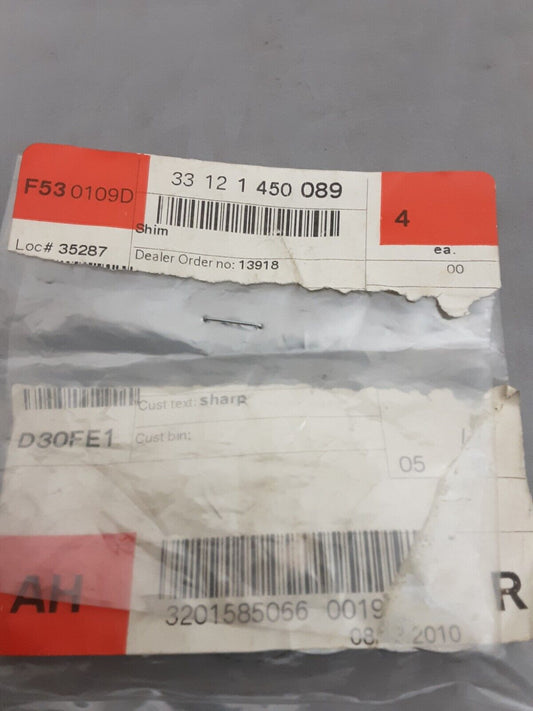 F53 0109D
33 12 1 450 089
4
Shim
ea.
Loc# 35287
Dealer Order no: 13918
00
Cust text: sharp
D30FE1
Cust bin:
05
AH
R
3201585066 0019
2010